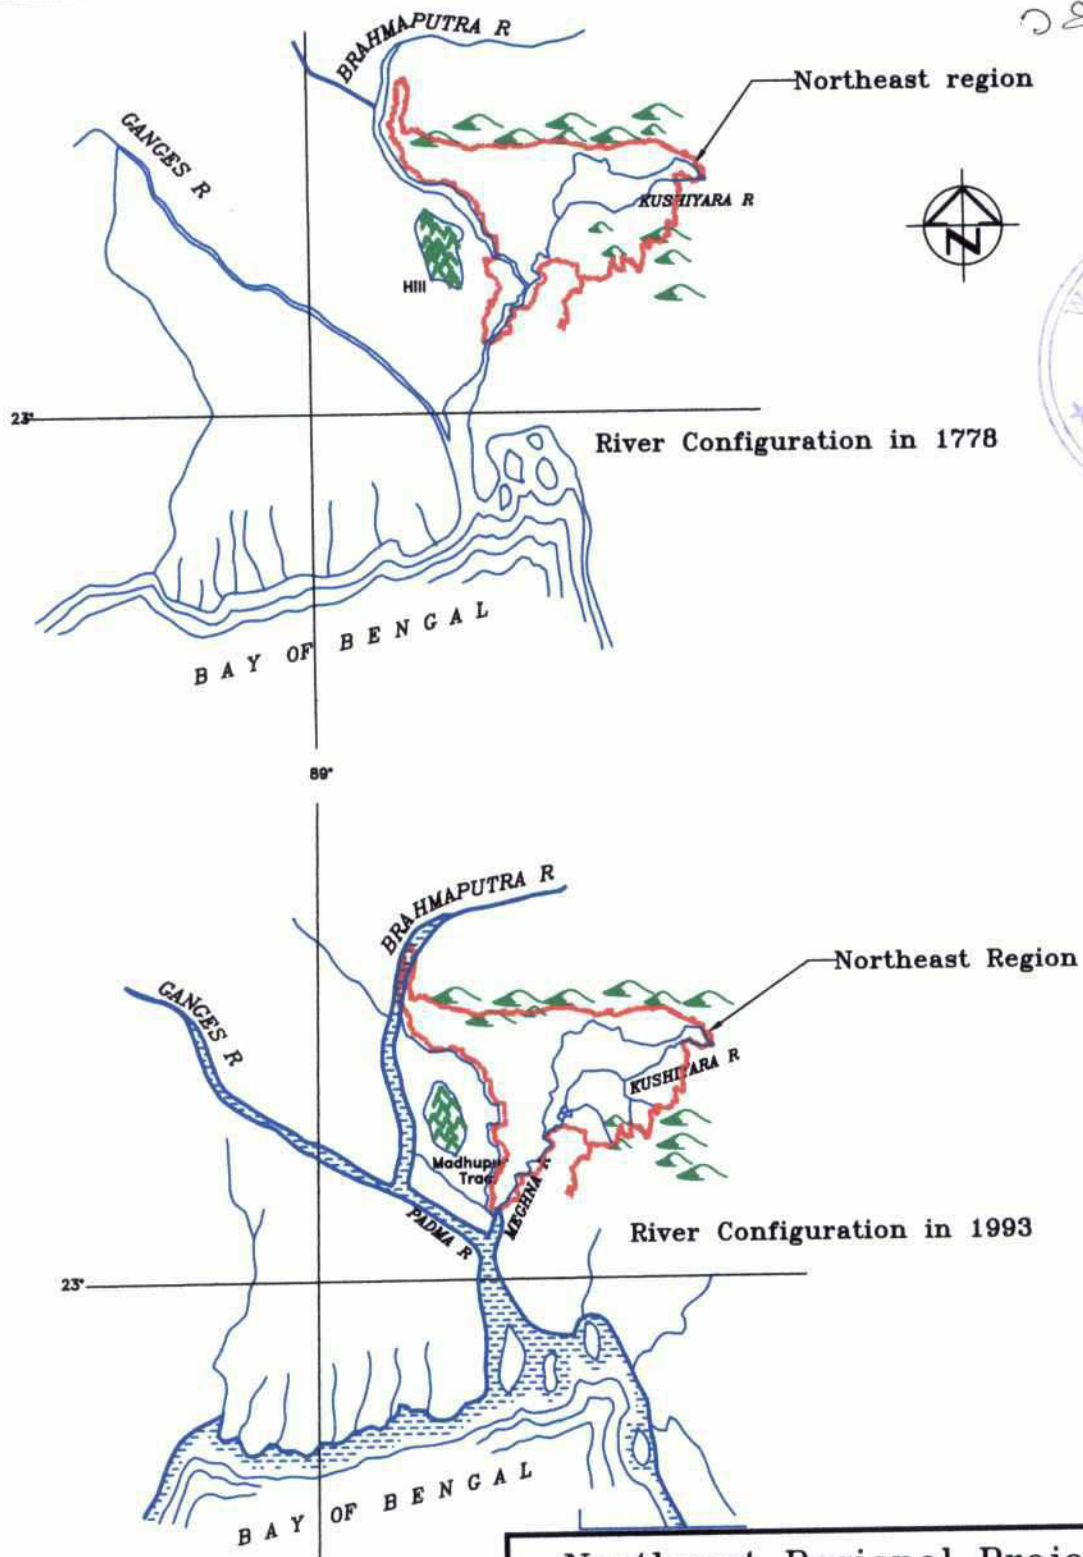 BRAHMAPUTRA R
Northeast region
GANGES R
KUSHIYARA R
N
Hill
23°
River Configuration in 1778
BAY OF BENGAL
89°
BRAHMAPUTRA R
Northeast Region
GANGES R
KUSHIYARA R
Madhupur
Trac
MEGHNA R
PADMA R
River Configuration in 1993
23°
BAY OF BENGAL